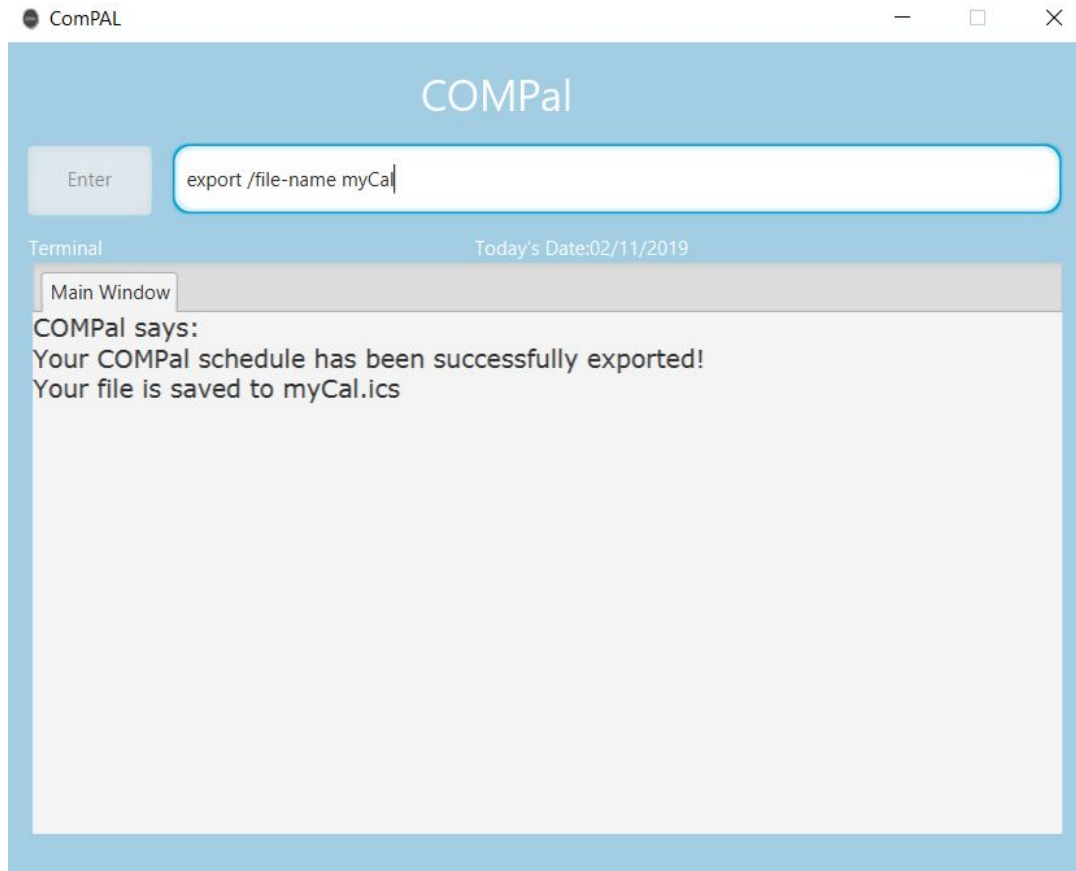 ComPAL
COMPal
Enter
export /file-name myCal
Terminal
Today's Date:02/11/2019
Main Window
COMPal says:
Your COMPal schedule has been successfully exported!
Your file is saved to myCal.ics